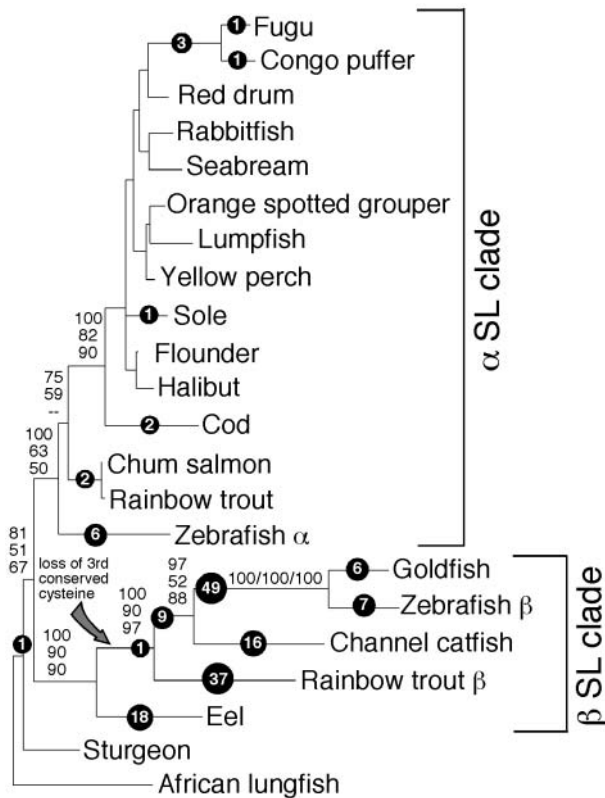 1 Fugu
3
1 Congo puffer
Red drum
Rabbitfish
Seabream
Orange spotted grouper
Lumpfish
Yellow perch
α SL clade
100
82
90
1 Sole
Flounder
Halibut
75
59
--
2 Cod
100
63
50
Chum salmon
2
Rainbow trout
6 Zebrafish α
81
51
67
loss of 3rd
conserved
cysteine
97
52
88
49 100/100/100
6 Goldfish
7 Zebrafish β
100
90
97
9
1
16 Channel catfish
β SL clade
1
100
90
90
37 Rainbow trout β
18 Eel
Sturgeon
African lungfish